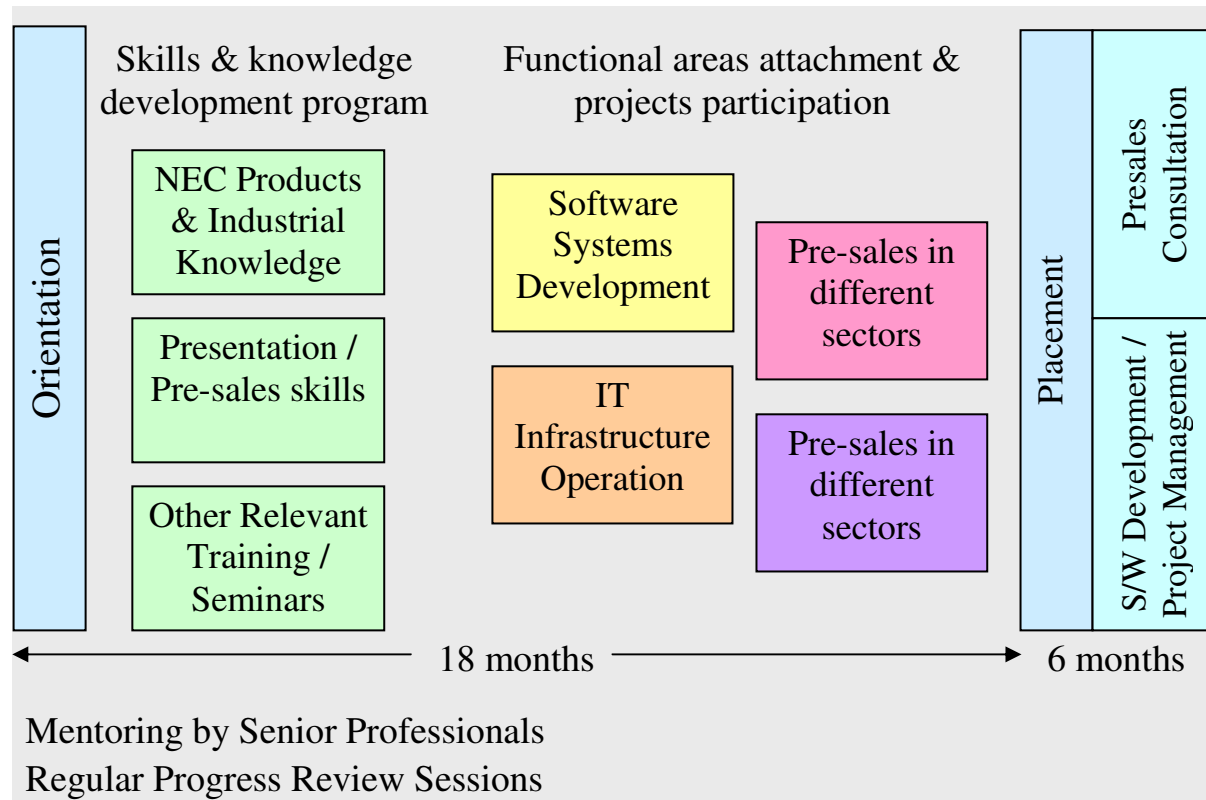 Orientation
Skills & knowledge
development program
NEC Products
& Industrial
Knowledge
Presentation /
Pre-sales skills
Other Relevant
Training /
Seminars
Functional areas attachment &
projects participation
Software
Systems
Development
IT
Infrastructure
Operation
Pre-sales in
different
sectors
Pre-sales in
different
sectors
Placement
Presales
Consultation
S/W Development /
Project Management
18 months
6 months
Mentoring by Senior Professionals
Regular Progress Review Sessions